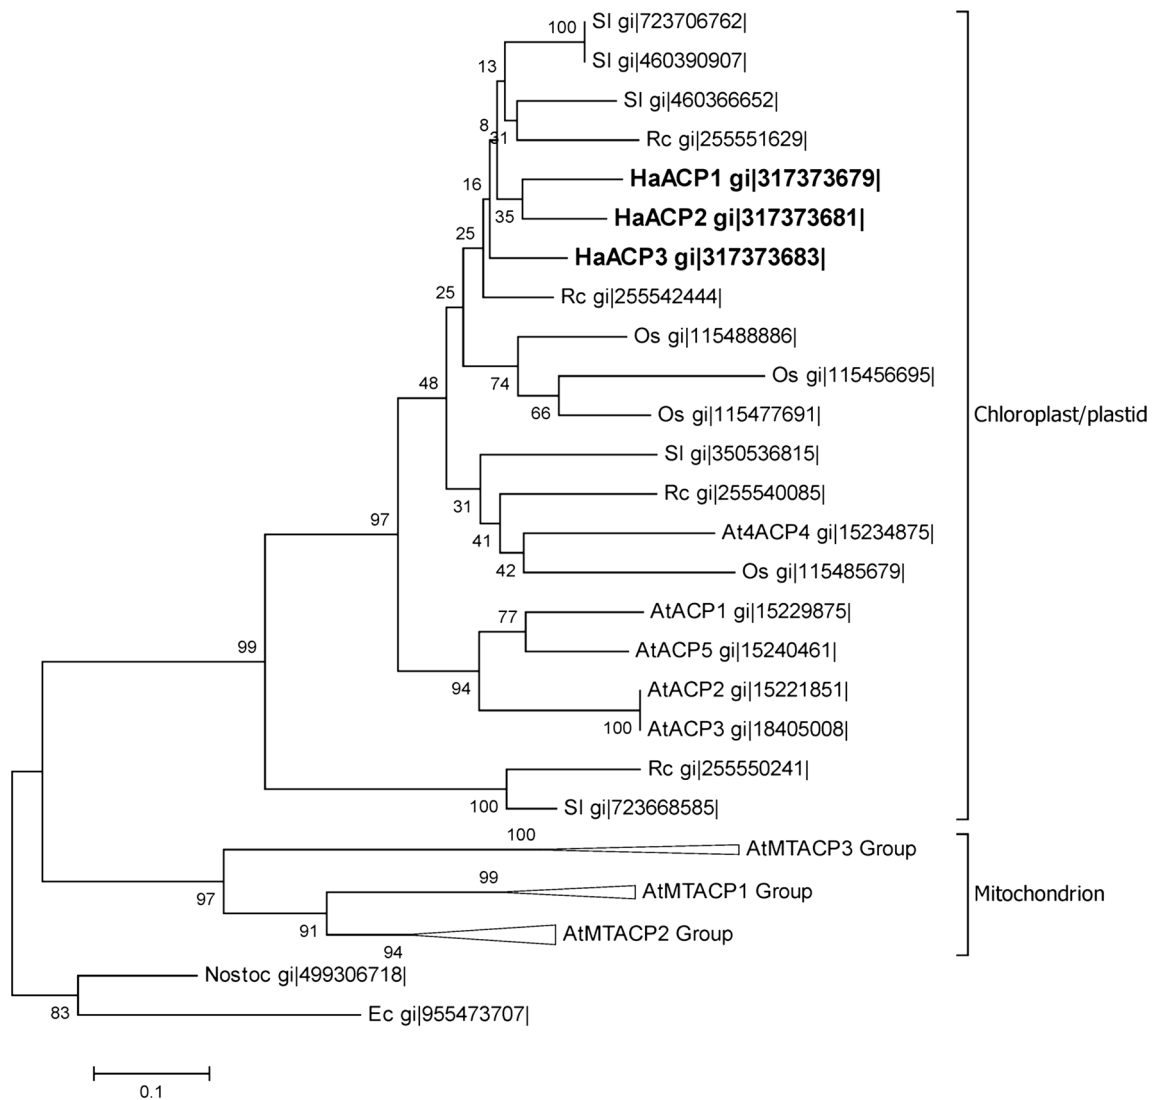 100
Sl gi|723706762|
Sl gi|460390907|
13
Sl gi|460366652|
8
31
Rc gi|255551629|
HaACP1 gi|317373679|
16
35
HaACP2 gi|317373681|
25
HaACP3 gi|317373683|
25
Rc gi|255542444|
Os gi|115488886|
48
74
Os gi|115456695|
66
Os gi|115477691|
Chloroplast/plastid
Sl gi|350536815|
Rc gi|255540085|
31
97
At4ACP4 gi|15234875|
41
42
Os gi|115485679|
77
AtACP1 gi|15229875|
99
AtACP5 gi|15240461|
94
AtACP2 gi|15221851|
100
AtACP3 gi|18405008|
Rc gi|255550241|
100
Sl gi|723668585|
100
AtMTACP3 Group
99
97
AtMTACP1 Group
Mitochondrion
91
AtMTACP2 Group
94
Nostoc gi|499306718|
83
Ec gi|955473707|
0.1